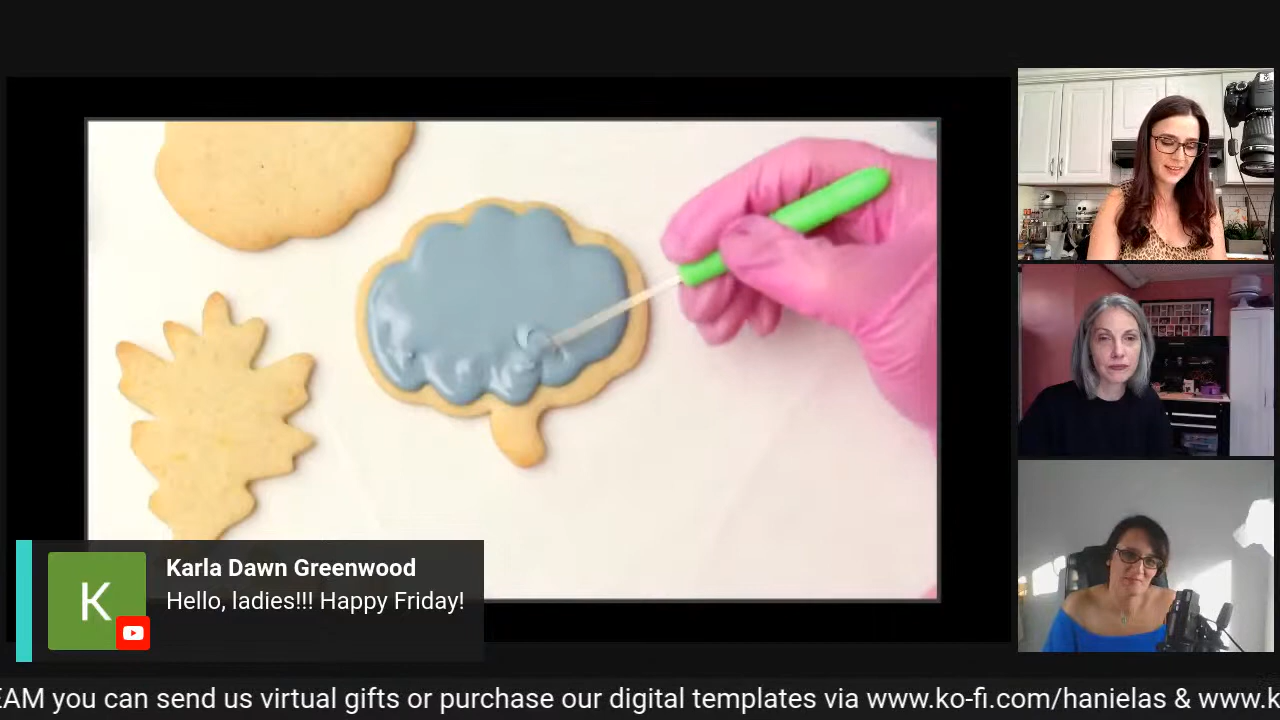 Karla Dawn Greenwood
Hello, ladies!!! Happy Friday!
K
EAM you can send us virtual gifts or purchase our digital templates via www.ko-fi.com/hanielas & www.k